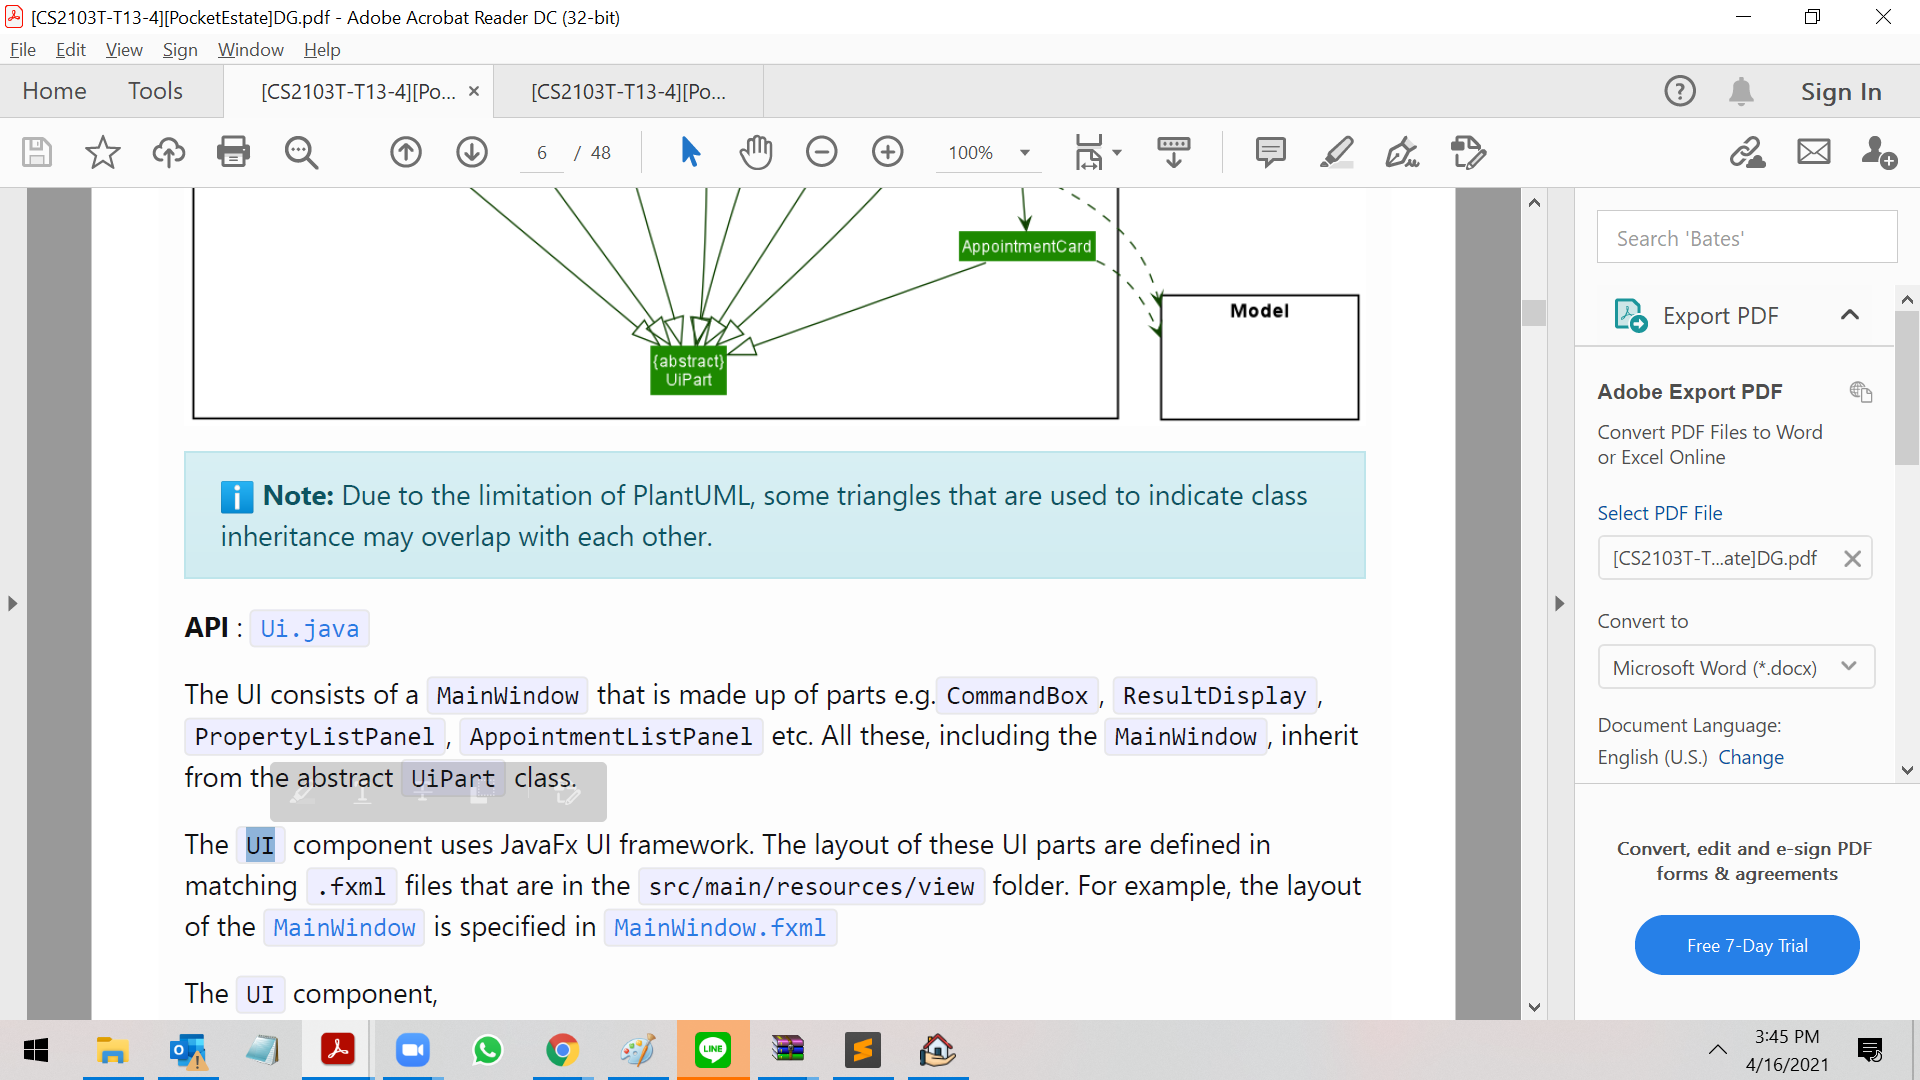 [CS2103T-T13-4][PocketEstate]DG.pdf - Adobe Acrobat Reader DC (32-bit)
File Edit View Sign Window Help
Home Tools [CS2103T-T13-4][Po... × [CS2103T-T13-4][Po... Sign In
6 / 48 100%
AppointmentCard
Model
{abstract}
UiPart
Note: Due to the limitation of PlantUML, some triangles that are used to indicate class
inheritance may overlap with each other.
API : Ui.java
The UI consists of a MainWindow that is made up of parts e.g. CommandBox , ResultDisplay ,
PropertyListPanel , AppointmentListPanel etc. All these, including the MainWindow , inherit
from the abstract UiPart class.
The UI component uses JavaFx UI framework. The layout of these UI parts are defined in
matching .fxml files that are in the src/main/resources/view folder. For example, the layout
of the MainWindow is specified in MainWindow.fxml
The UI component,
Search 'Bates'
Export PDF
Adobe Export PDF
Convert PDF Files to Word
or Excel Online
Select PDF File
[CS2103T-T...ate]DG.pdf
Convert to
Microsoft Word (*.docx)
Document Language:
English (U.S.) Change
Convert, edit and e-sign PDF
forms & agreements
Free 7-Day Trial
LINE
3:45 PM
4/16/2021